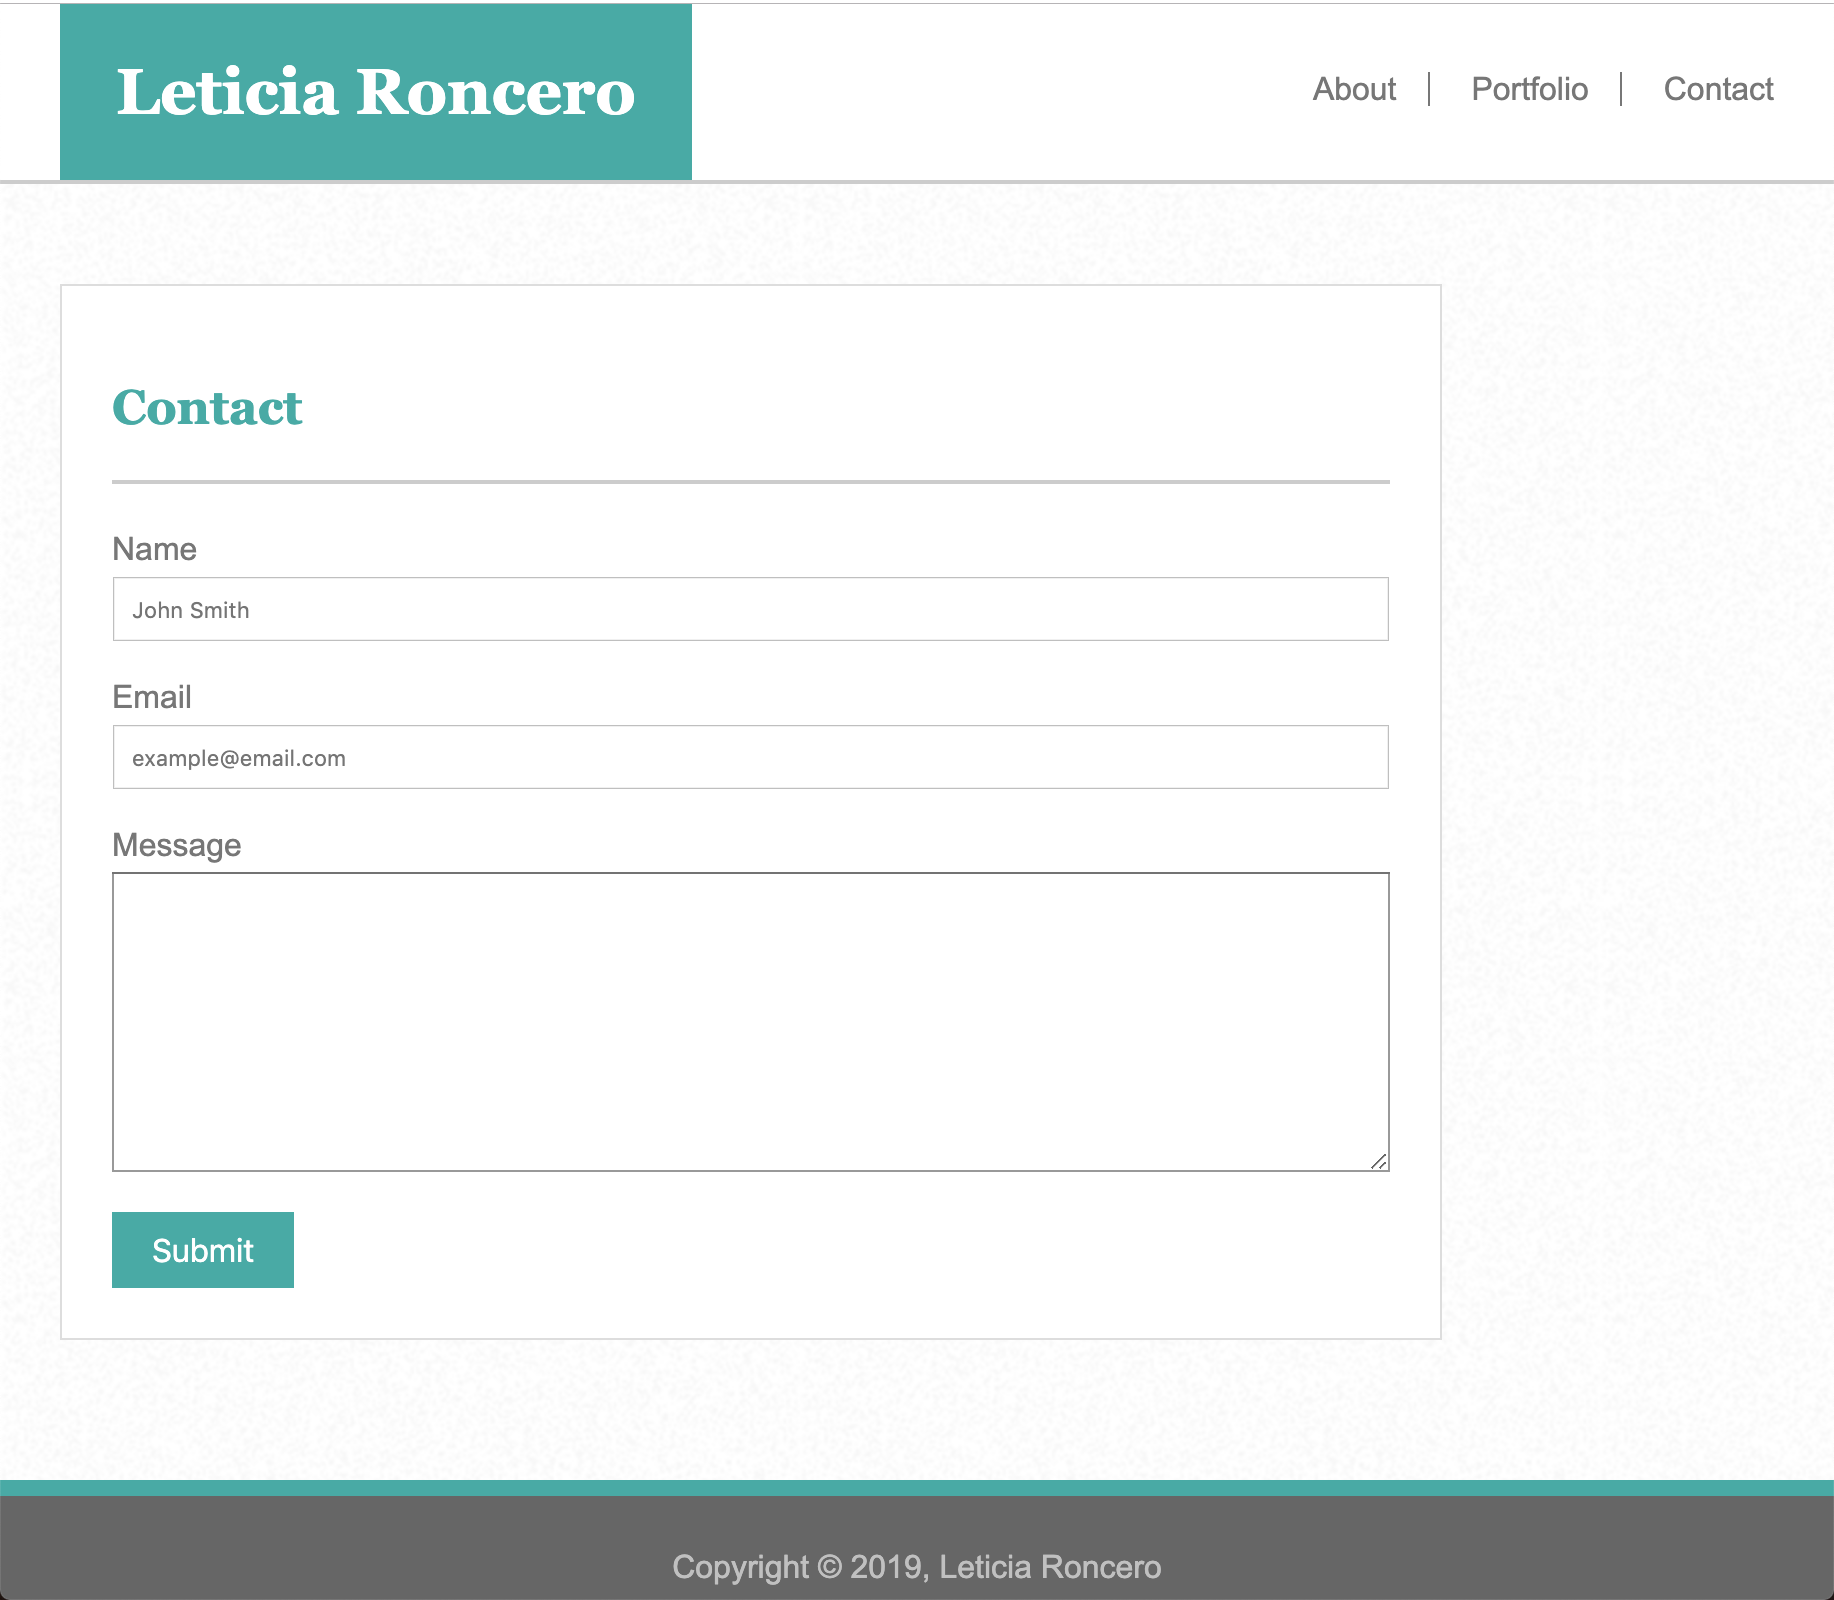 Leticia Roncero
About
Portfolio
Contact
Contact
Name
John Smith
Email
example@email.com
Message
Submit
Copyright © 2019, Leticia Roncero